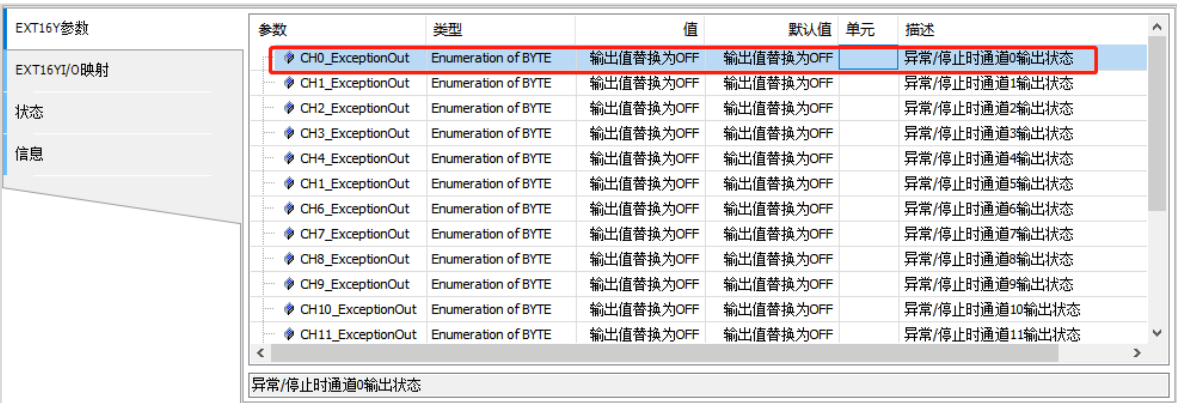 EXT16Y参数
EXT16YI/O映射
状态
信息
参数 类型 值 默认值 单元 描述
CH0_ExceptionOut Enumeration of BYTE 输出值替换为OFF 输出值替换为OFF 异常/停止时通道0输出状态
CH1_ExceptionOut Enumeration of BYTE 输出值替换为OFF 输出值替换为OFF 异常/停止时通道1输出状态
CH2_ExceptionOut Enumeration of BYTE 输出值替换为OFF 输出值替换为OFF 异常/停止时通道2输出状态
CH3_ExceptionOut Enumeration of BYTE 输出值替换为OFF 输出值替换为OFF 异常/停止时通道3输出状态
CH4_ExceptionOut Enumeration of BYTE 输出值替换为OFF 输出值替换为OFF 异常/停止时通道4输出状态
CH1_ExceptionOut Enumeration of BYTE 输出值替换为OFF 输出值替换为OFF 异常/停止时通道5输出状态
CH6_ExceptionOut Enumeration of BYTE 输出值替换为OFF 输出值替换为OFF 异常/停止时通道6输出状态
CH7_ExceptionOut Enumeration of BYTE 输出值替换为OFF 输出值替换为OFF 异常/停止时通道7输出状态
CH8_ExceptionOut Enumeration of BYTE 输出值替换为OFF 输出值替换为OFF 异常/停止时通道8输出状态
CH9_ExceptionOut Enumeration of BYTE 输出值替换为OFF 输出值替换为OFF 异常/停止时通道9输出状态
CH10_ExceptionOut Enumeration of BYTE 输出值替换为OFF 输出值替换为OFF 异常/停止时通道10输出状态
CH11_ExceptionOut Enumeration of BYTE 输出值替换为OFF 输出值替换为OFF 异常/停止时通道11输出状态
异常/停止时通道0输出状态